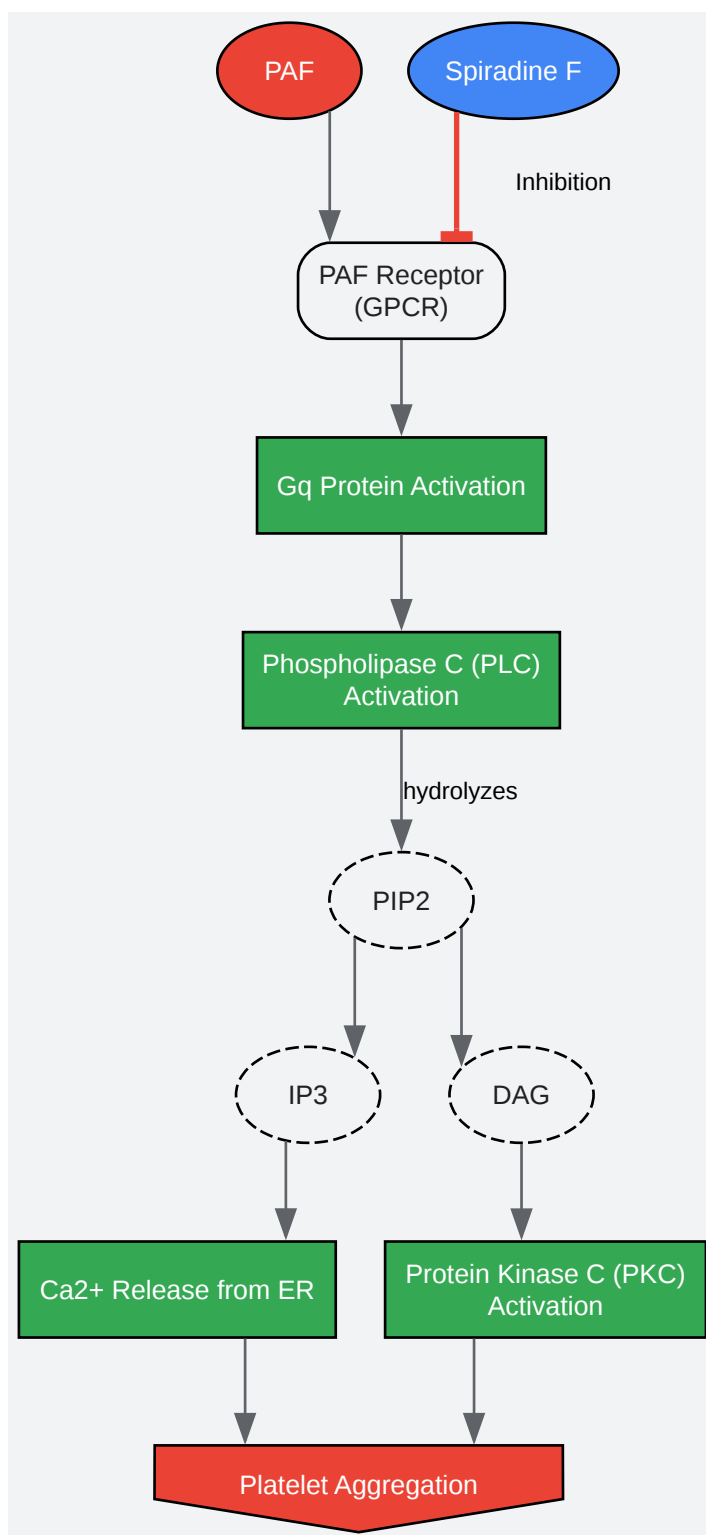 PAF
Spiradine F
Inhibition
PAF Receptor
(GPCR)
Gq Protein Activation
Phospholipase C (PLC)
Activation
hydrolyzes
PIP2
IP3
DAG
Ca2+ Release from ER
Protein Kinase C (PKC)
Activation
Platelet Aggregation